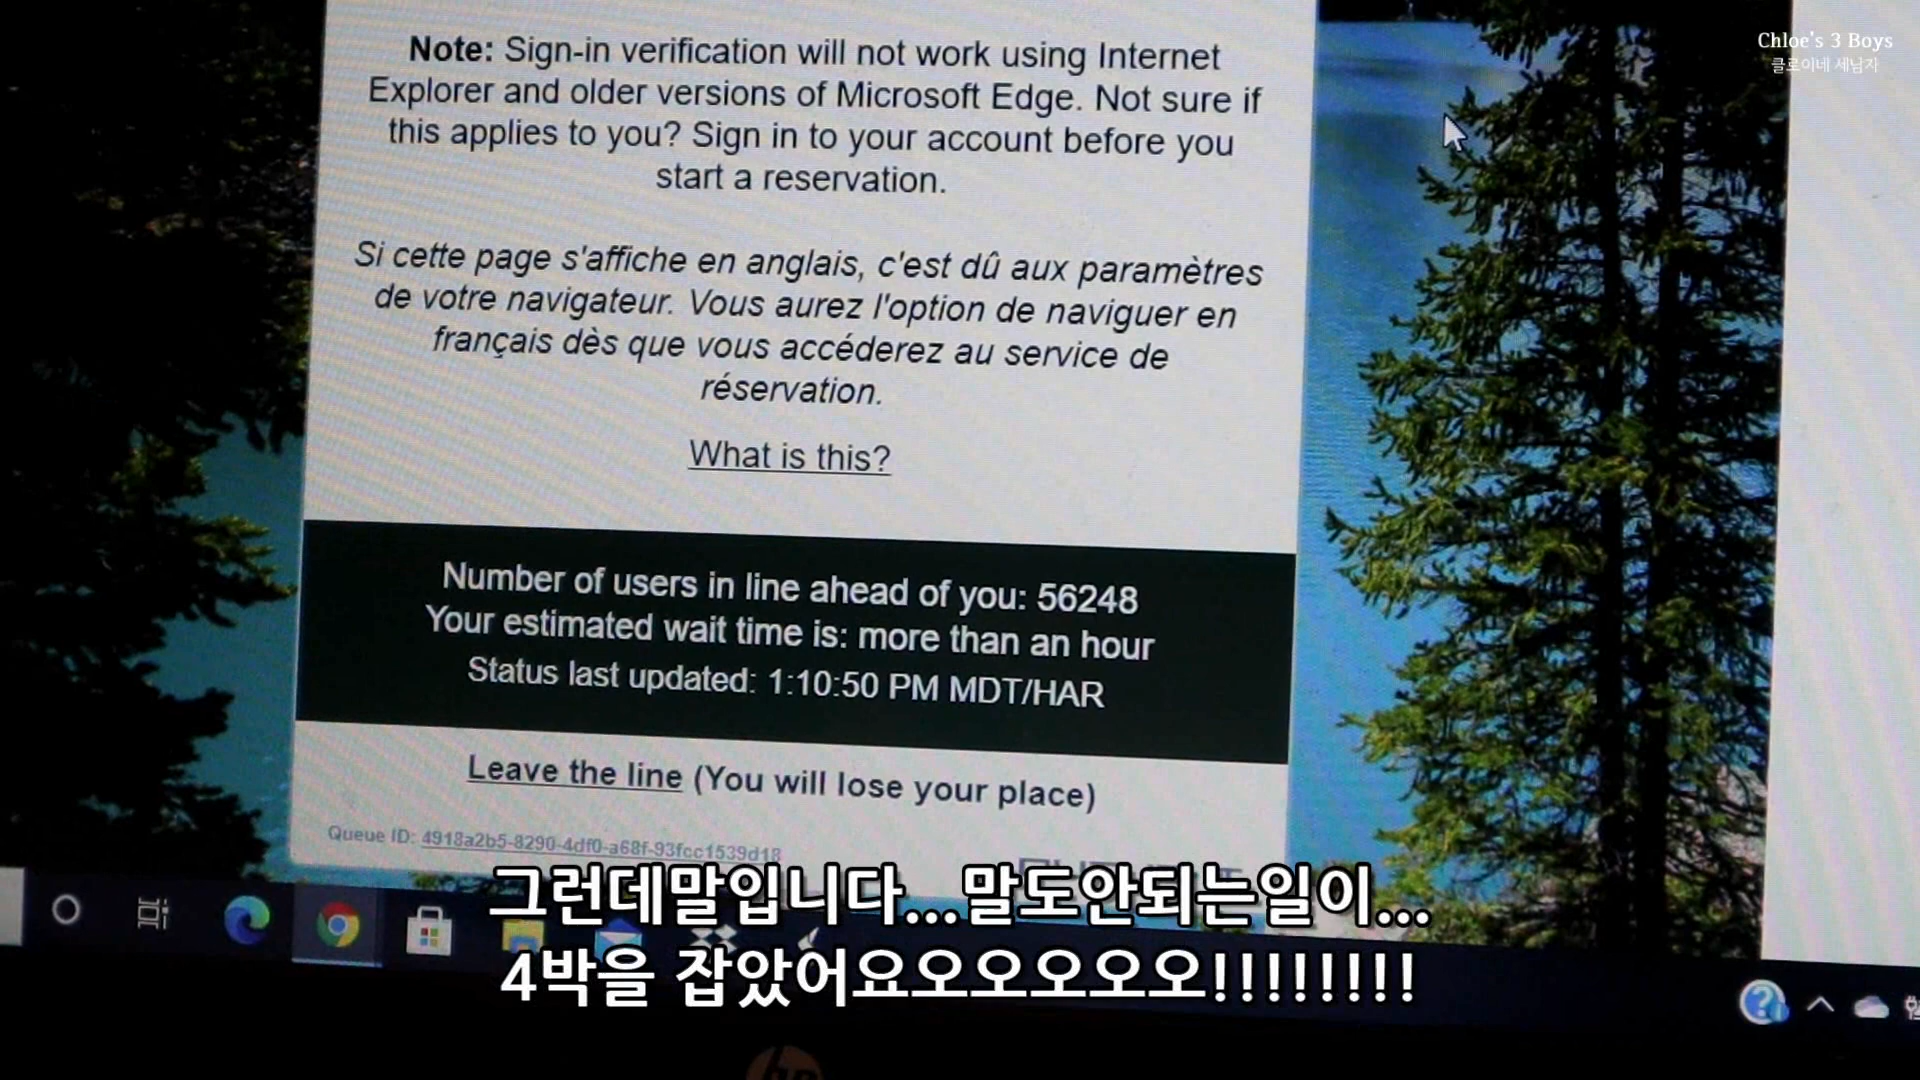 Chloe's 3 Boys
클로이네 세남자
Note: Sign-in verification will not work using Internet
Explorer and older versions of Microsoft Edge. Not sure if
this applies to you? Sign in to your account before you
start a reservation.
Si cette page s'affiche en anglais, c'est dû aux paramètres
de votre navigateur. Vous aurez l'option de naviguer en
français dès que vous accéderez au service de
réservation.
What is this?
Number of users in line ahead of you: 56248
Your estimated wait time is: more than an hour
Status last updated: 1:10:50 PM MDT/HAR
Leave the line (You will lose your place)
Queue ID: 4918a2b5-8290-4df0-a68f-93fcc1539d18
그런데말입니다...말도안되는일이...
4박을 잡았어요오오오오오!!!!!!!!
hp